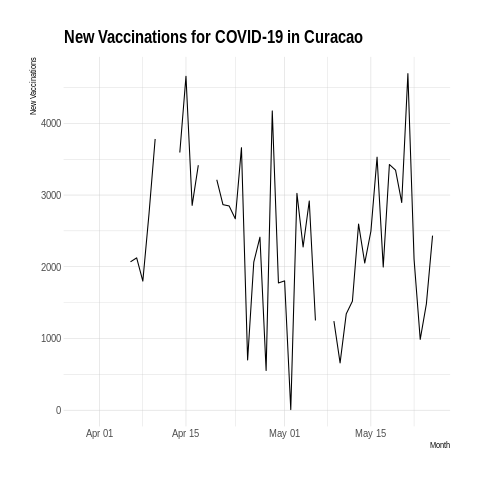 New Vaccinations for COVID-19 in Curacao
New Vaccinations
4000
3000
2000
1000
0
Apr 01
Apr 15
May 01
May 15
Month